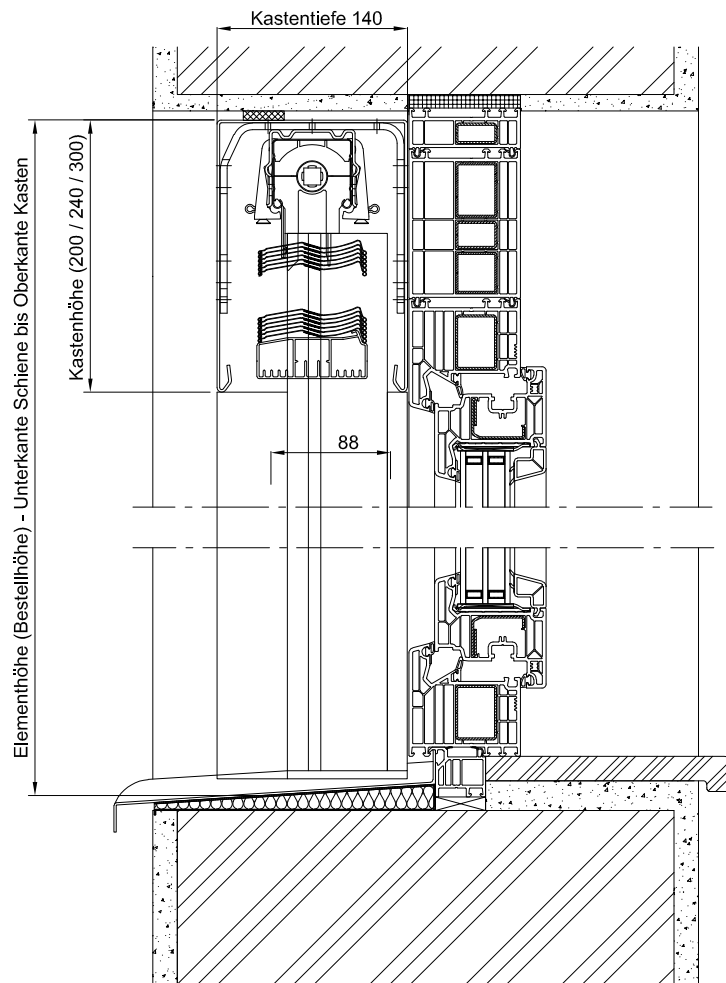 Kastentiefe 140
Kastenhöhe (200 / 240 / 300)
88
Elementhöhe (Bestellhöhe) - Unterkante Schiene bis Oberkante Kasten